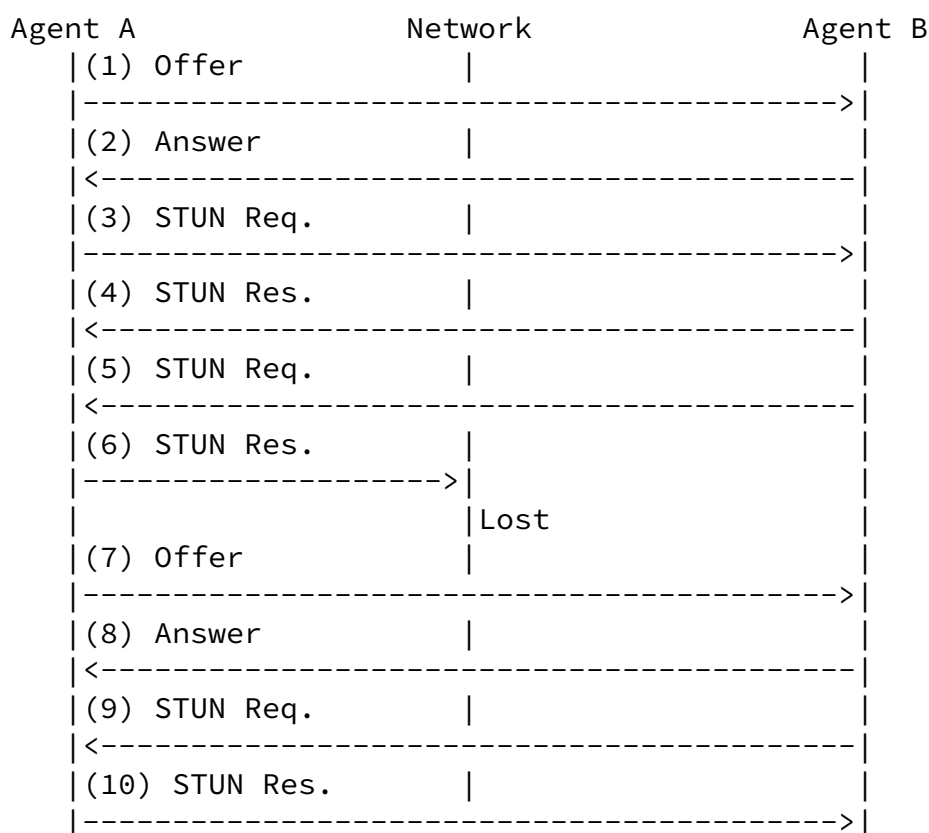 Agent A Network Agent B
(1) Offer
(2) Answer
(3) STUN Req.
(4) STUN Res.
(5) STUN Req.
(6) STUN Res.
Lost
(7) Offer
(8) Answer
(9) STUN Req.
(10) STUN Res.